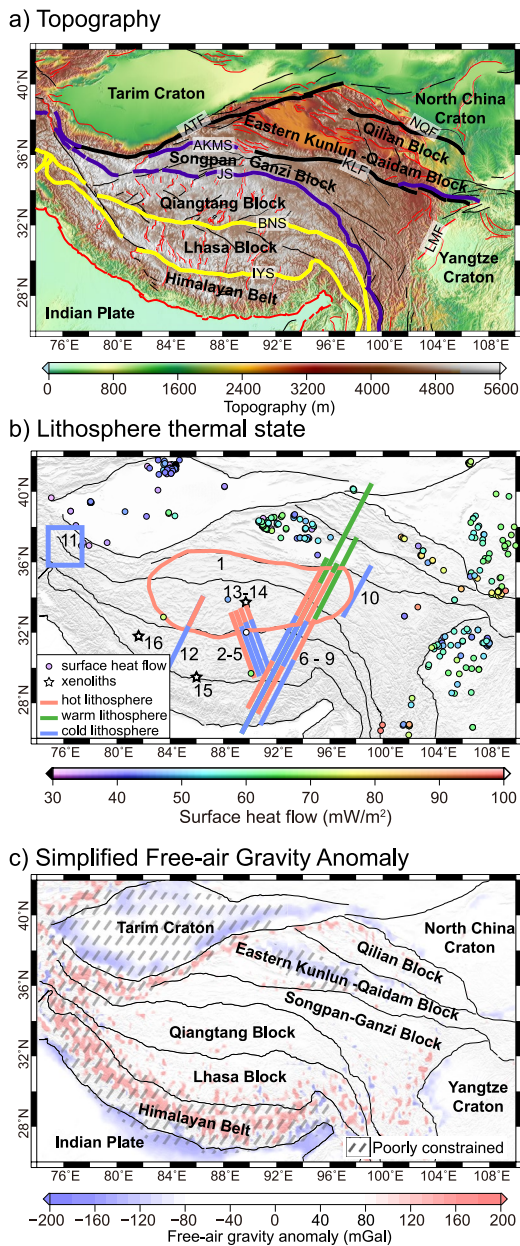 a) Topography
40°N
36°N
32°N
28°N
Tarim Craton
North China
Craton
ATF
NQF
Qilian Block
Eastern Kunlun -Qaidam Block
AKMS
Songpan- Ganzi Block
KLF
JS
Qiangtang Block
BNS
LMF
Lhasa Block
Yangtze
Craton
IYS
Himalayan Belt
Indian Plate
76°E 80°E 84°E 88°E 92°E 96°E 100°E 104°E 108°E
0 800 1600 2400 3200 4000 4800 5600
Topography (m)
b) Lithosphere thermal state
40°N
36°N
32°N
28°N
11
1
13-14
10
16
12
2-5
6 - 9
15
surface heat flow
xenoliths
hot lithosphere
warm lithosphere
cold lithosphere
76°E 80°E 84°E 88°E 92°E 96°E 100°E 104°E 108°E
30 40 50 60 70 80 90 100
Surface heat flow (mW/m²)
c) Simplified Free-air Gravity Anomaly
40°N
36°N
32°N
28°N
Tarim Craton
North China
Craton
Qilian Block
Eastern Kunlun -Qaidam Block
Songpan-Ganzi Block
Qiangtang Block
Lhasa Block
Yangtze
Craton
Himalayan Belt
Indian Plate
Poorly constrained
76°E 80°E 84°E 88°E 92°E 96°E 100°E 104°E 108°E
−200 −160 −120 −80 −40 0 40 80 120 160 200
Free-air gravity anomaly (mGal)